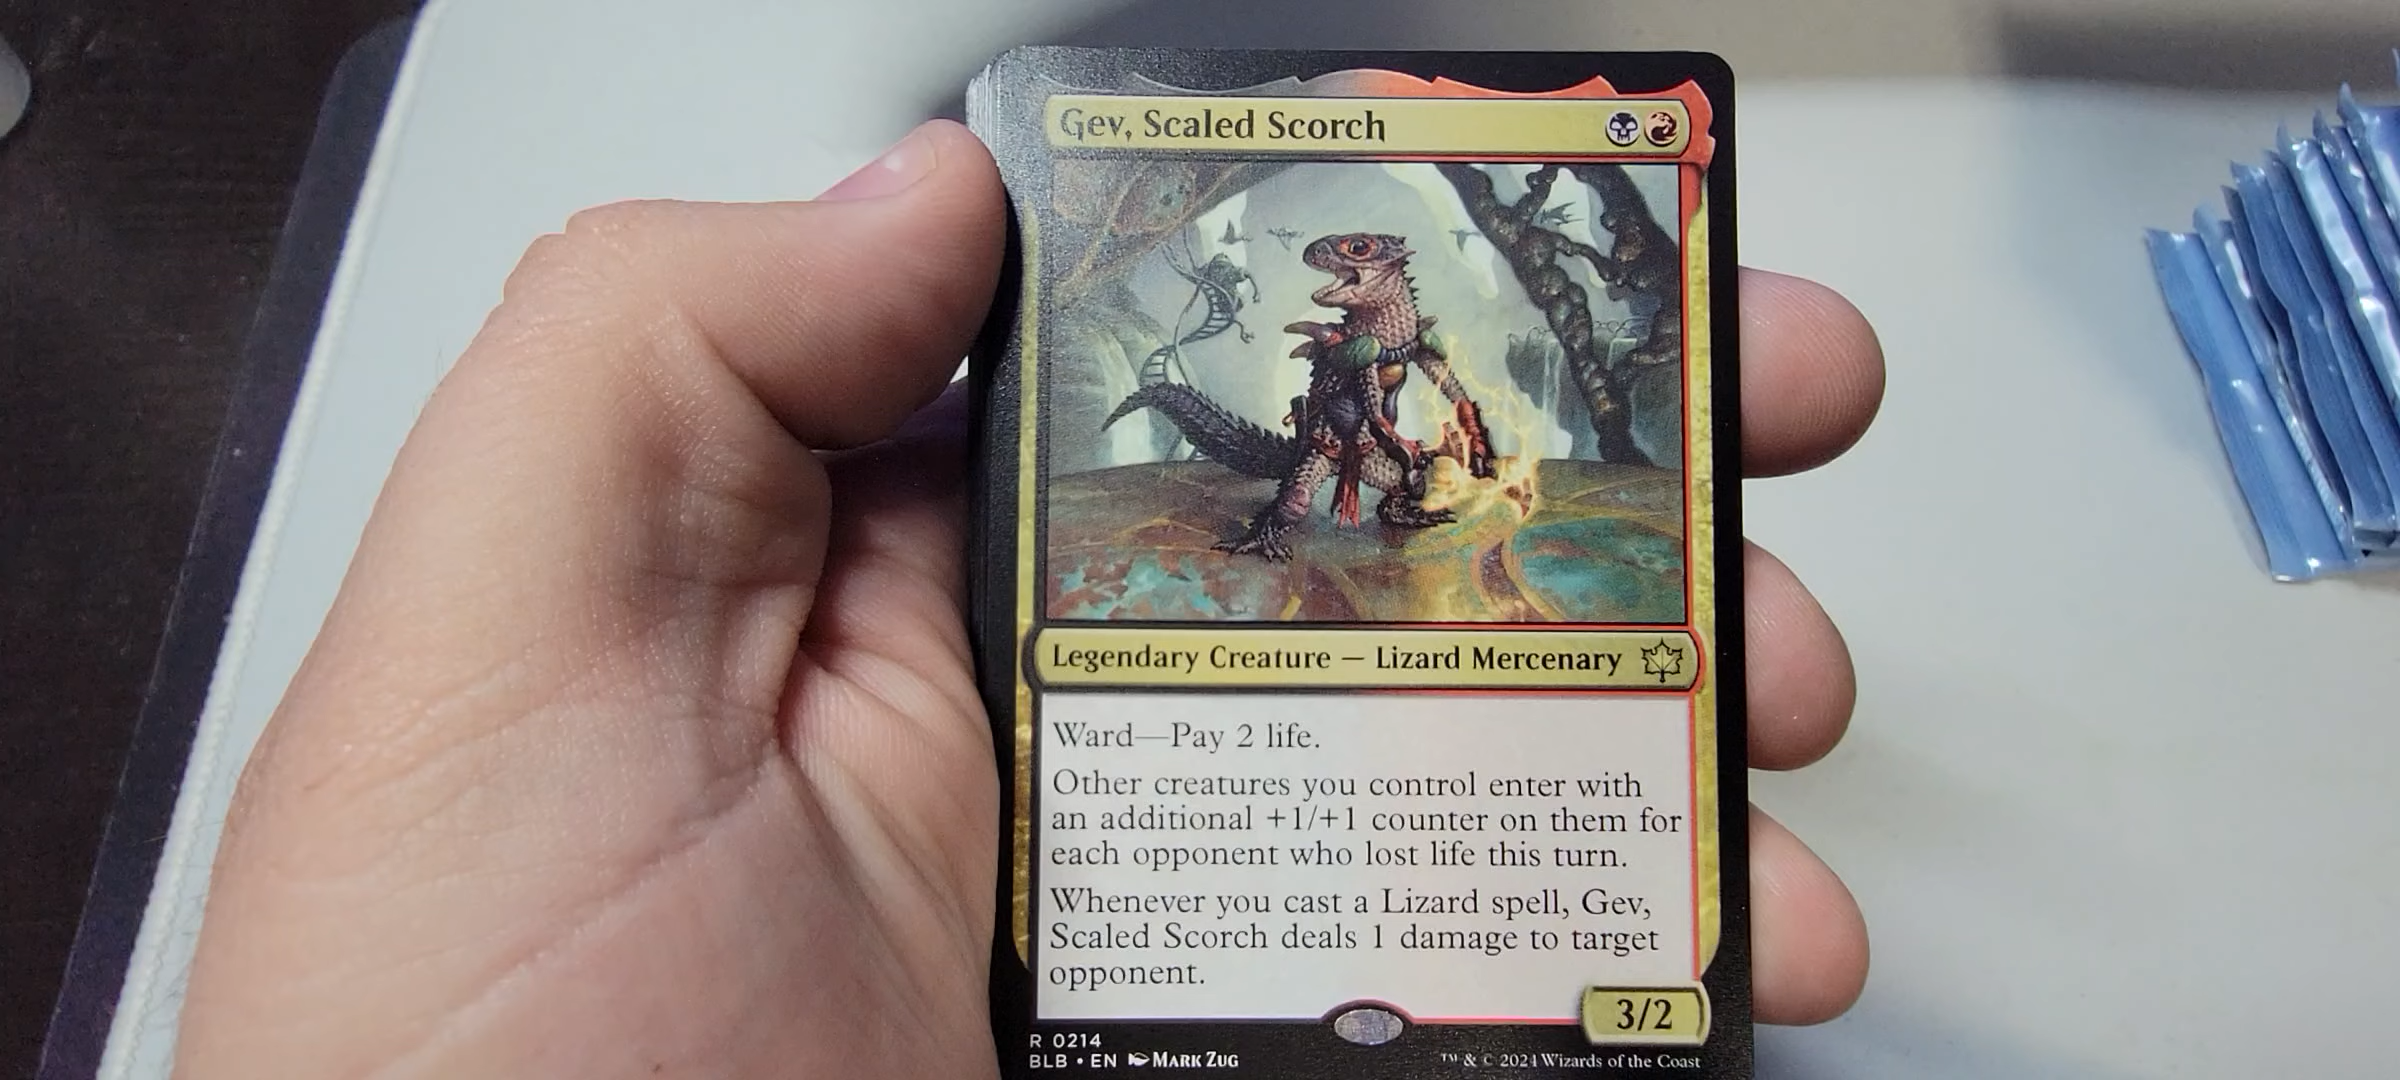 Gev, Scaled Scorch
Legendary Creature — Lizard Mercenary
Ward—Pay 2 life.
Other creatures you control enter with
an additional +1/+1 counter on them for
each opponent who lost life this turn.
Whenever you cast a Lizard spell, Gev,
Scaled Scorch deals 1 damage to target
opponent.
3/2
R 0214
BLB • EN MARK ZUG
™ & © 2024 Wizards of the Coast